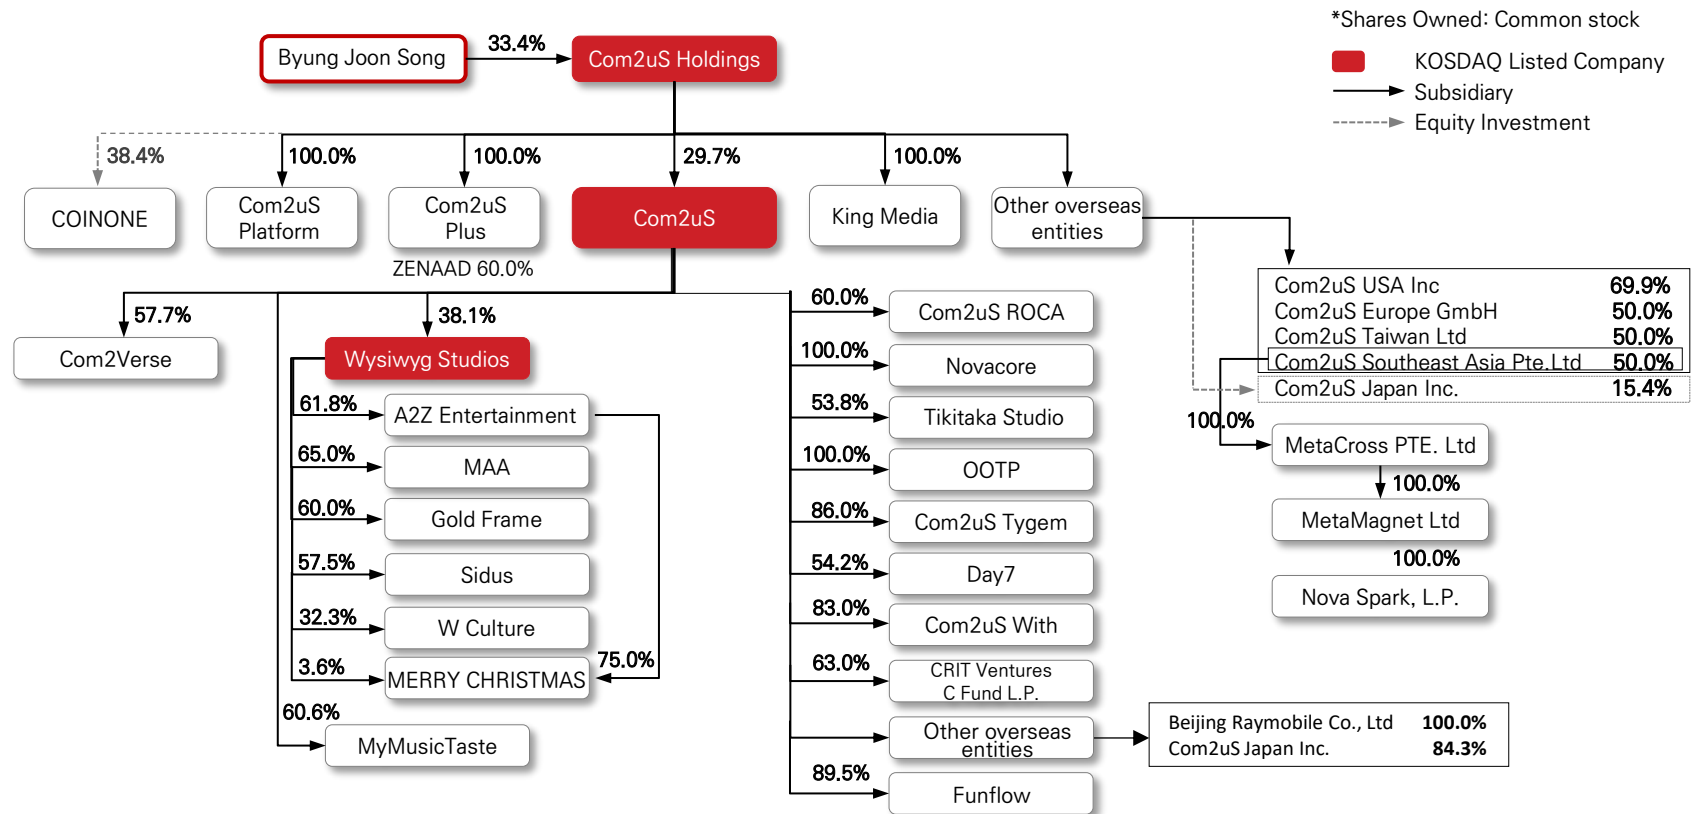 *Shares Owned: Common stock
KOSDAQ Listed Company
Subsidiary
Equity Investment
Byung Joon Song
33.4%
Com2uS Holdings
38.4%
100.0%
100.0%
29.7%
100.0%
COINONE
Com2uS
Platform
Com2uS
Plus
Com2uS
King Media
Other overseas
entities
ZENAAD 60.0%
Com2uS USA Inc 69.9%
Com2uS Europe GmbH 50.0%
Com2uS Taiwan Ltd 50.0%
Com2uS Southeast Asia Pte.Ltd 50.0%
Com2uS Japan Inc. 15.4%
100.0%
MetaCross PTE. Ltd
100.0%
MetaMagnet Ltd
100.0%
Nova Spark, L.P.
57.7%
Com2Verse
38.1%
Wysiwyg Studios
61.8%
A2Z Entertainment
65.0%
MAA
60.0%
Gold Frame
57.5%
Sidus
32.3%
W Culture
3.6%
MERRY CHRISTMAS
75.0%
60.6%
MyMusicTaste
60.0%
Com2uS ROCA
100.0%
Novacore
53.8%
Tikitaka Studio
100.0%
OOTP
86.0%
Com2uS Tygem
54.2%
Day7
83.0%
Com2uS With
63.0%
CRIT Ventures
C Fund L.P.
Other overseas
entities
Beijing Raymobile Co., Ltd 100.0%
Com2uS Japan Inc. 84.3%
89.5%
Funflow